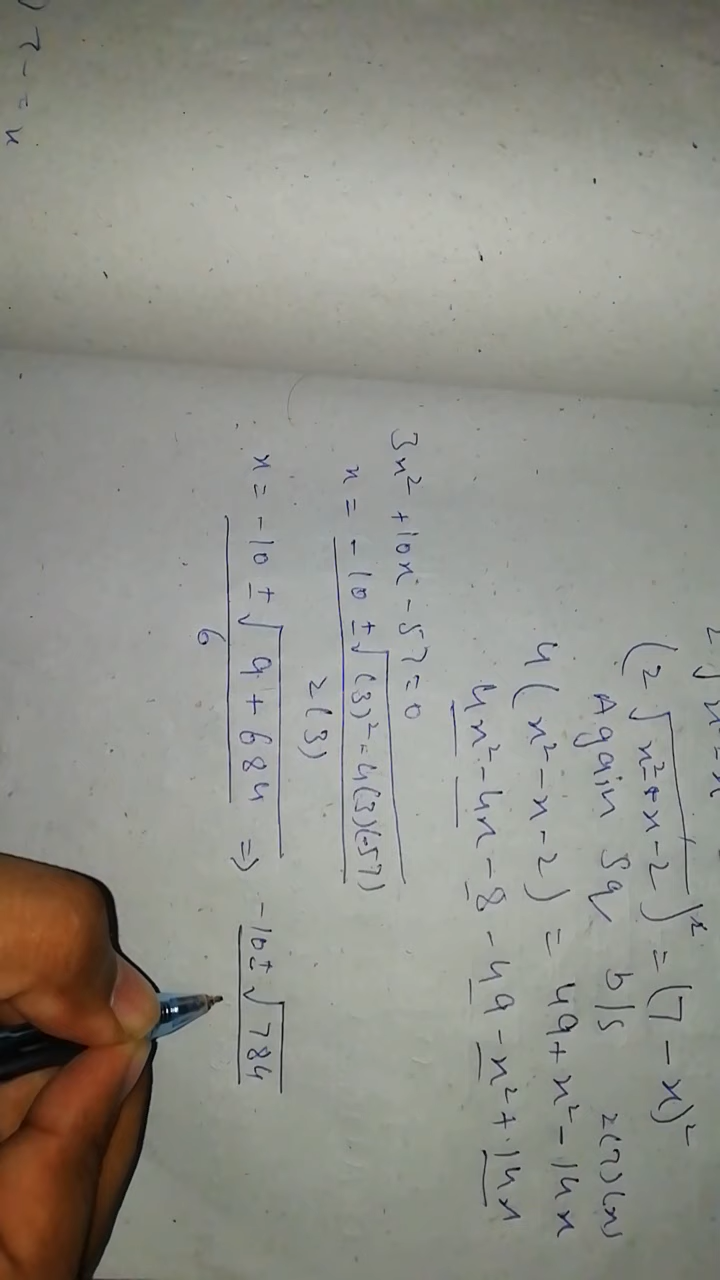 (2√x²+x-2)² = (7-x)²
Again Sq b/s 2(7)(x)
4(x²-x-2) = 49+x²-14x
4x²-4x-8-49-x²+14x
3x²+10x-57=0
x = -10±√(3)²-4(3)(-57)
2(3)
x = -10±√9+684 ⇒ -10±√784
6